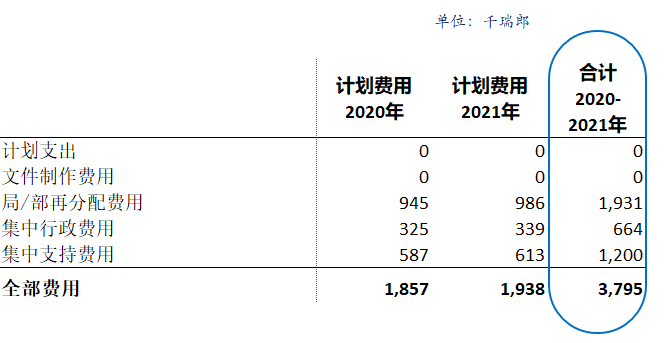 单位：千瑞郎
计划费用 2020年 计划费用 2021年 合计 2020-2021年
计划支出 0 0 0
文件制作费用 0 0 0
局/部再分配费用 945 986 1,931
集中行政费用 325 339 664
集中支持费用 587 613 1,200
全部费用 1,857 1,938 3,795